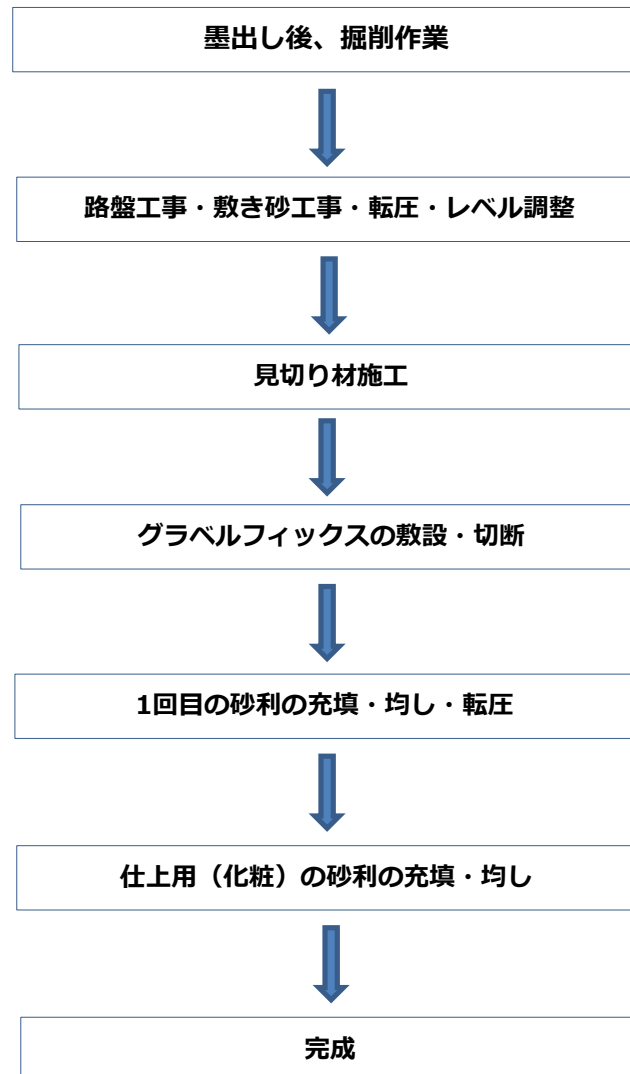 墨出し後、掘削作業
路盤工事・敷き砂工事・転圧・レベル調整
見切り材施工
グラベルフィックスの敷設・切断
1回目の砂利の充填・均し・転圧
仕上用（化粧）の砂利の充填・均し
完成